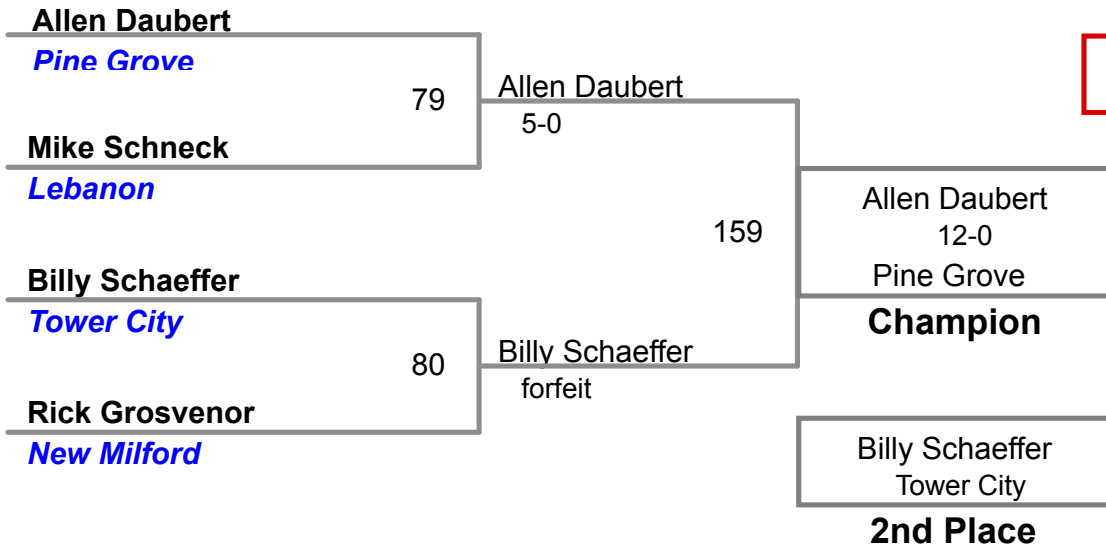 Allen Daubert
Pine Grove
79
Allen Daubert
5-0
Mike Schneck
Lebanon
159
Allen Daubert
12-0
Pine Grove
Champion
Billy Schaeffer
Tower City
80
Billy Schaeffer
forfeit
Rick Grosvenor
New Milford
Billy Schaeffer
Tower City
2nd Place